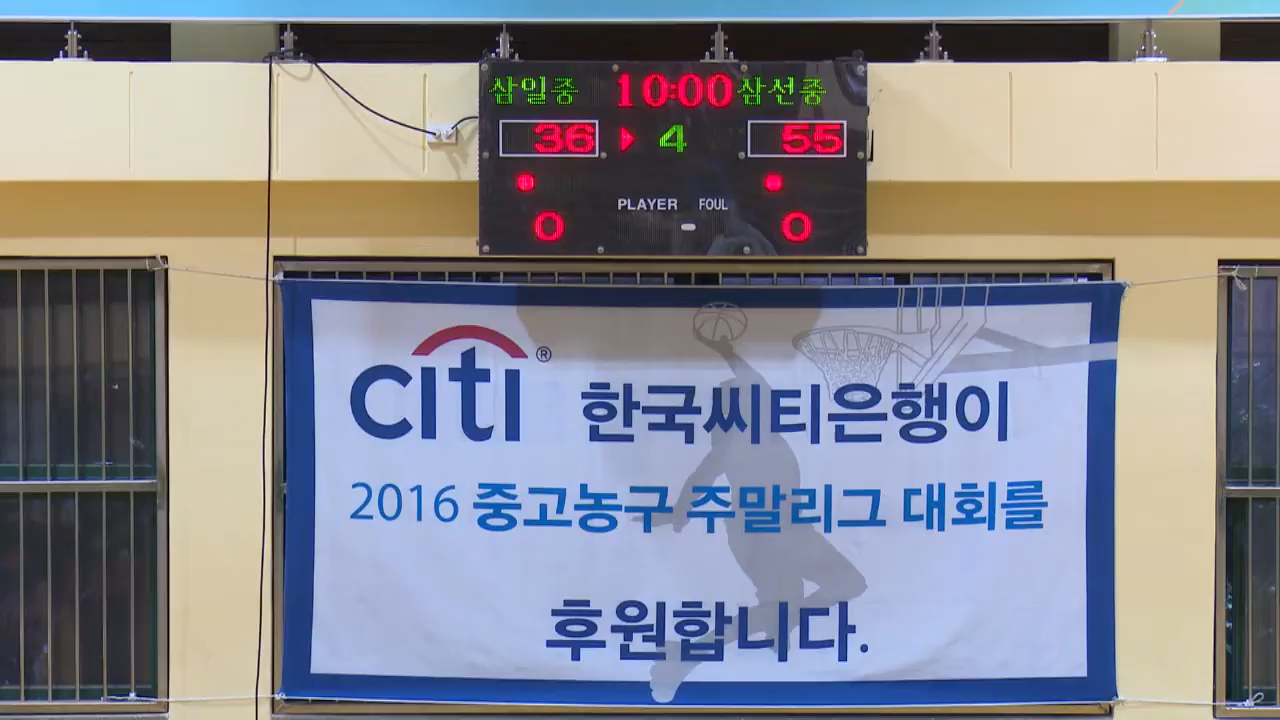 삼일중 10:00 삼선중
36 4 55
PLAYER FOUL
0 0
citi® 한국씨티은행이
2016 중고농구 주말리그 대회를
후원합니다.